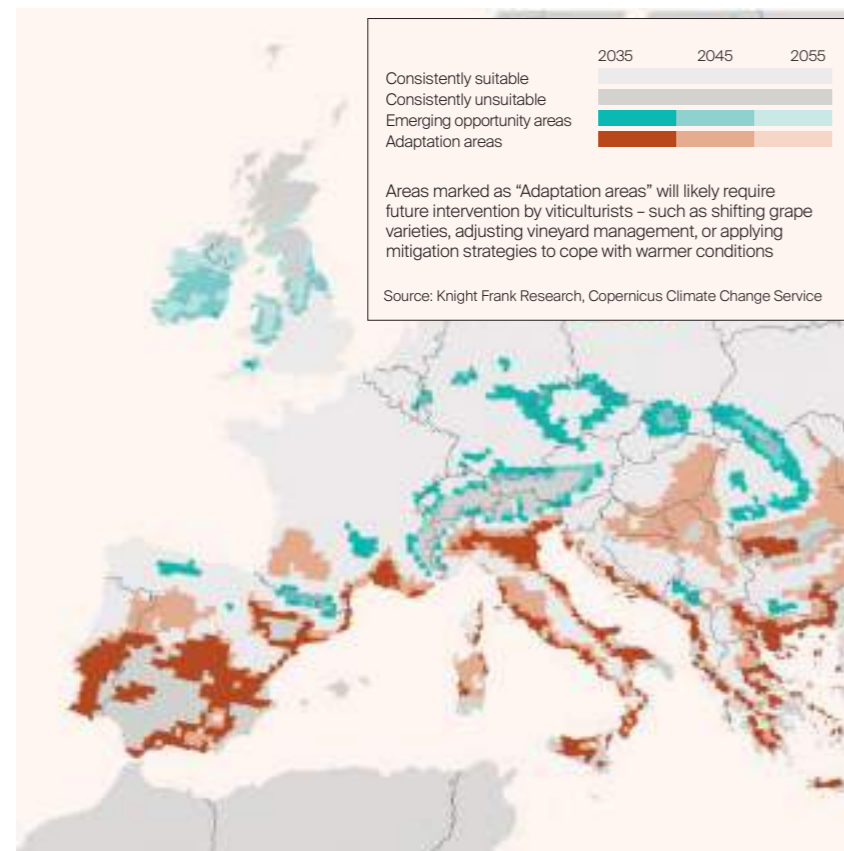 2035 2045 2055
Consistently suitable
Consistently unsuitable
Emerging opportunity areas
Adaptation areas
Areas marked as “Adaptation areas” will likely require
future intervention by viticulturists – such as shifting grape
varieties, adjusting vineyard management, or applying
mitigation strategies to cope with warmer conditions
Source: Knight Frank Research, Copernicus Climate Change Service